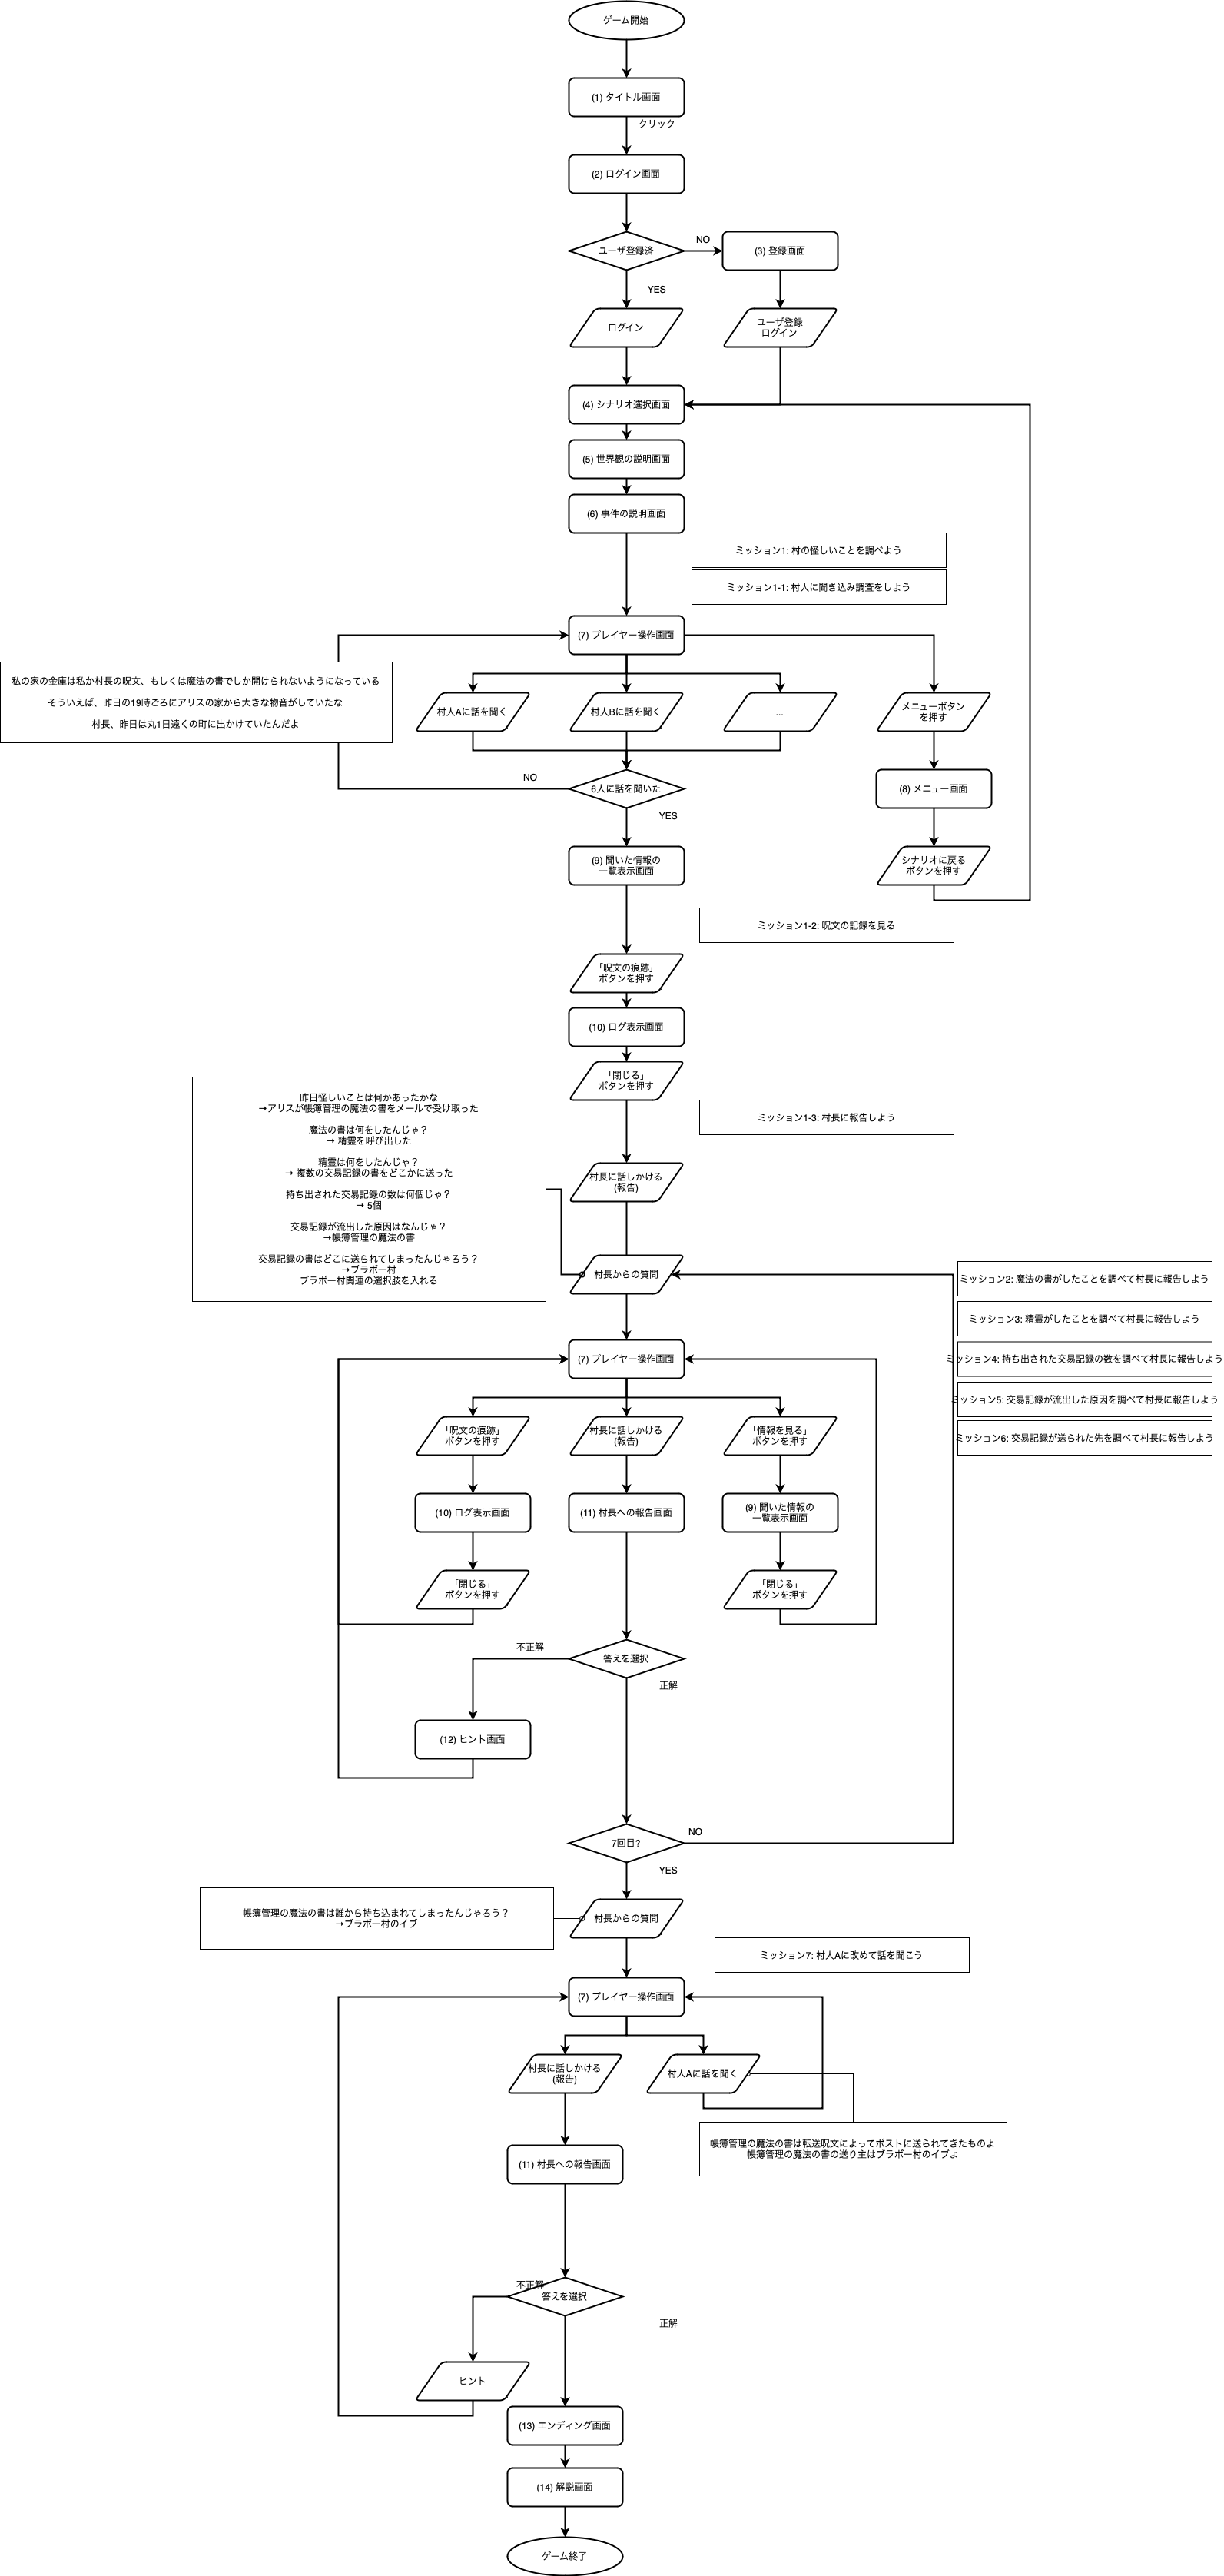 ゲーム開始
(1) タイトル画面
クリック
(2) ログイン画面
ユーザ登録済
NO
(3) 登録画面
YES
ログイン
ユーザ登録
ログイン
(4) シナリオ選択画面
(5) 世界観の説明画面
(6) 事件の説明画面
ミッション1: 村の怪しいことを調べよう
ミッション1-1: 村人に聞き込み調査をしよう
(7) プレイヤー操作画面
私の家の金庫は私か村長の呪文、もしくは魔法の書でしか開けられないようになっている
そういえば、昨日の19時ごろにアリスの家から大きな物音がしていたな
村長、昨日は丸1日遠くの町に出かけていたんだよ
村人Aに話を聞く
村人Bに話を聞く
...
メニューボタン
を押す
NO
6人に話を聞いた
YES
(8) メニュー画面
(9) 聞いた情報の
一覧表示画面
シナリオに戻る
ボタンを押す
ミッション1-2: 呪文の記録を見る
「呪文の痕跡」
ボタンを押す
(10) ログ表示画面
「閉じる」
ボタンを押す
ミッション1-3: 村長に報告しよう
昨日怪しいことは何かあったかな
→アリスが帳簿管理の魔法の書をメールで受け取った
魔法の書は何をしたんじゃ？
→ 精霊を呼び出した
精霊は何をしたんじゃ？
→ 複数の交易記録の書をどこかに送った
持ち出された交易記録の数は何個じゃ？
→ 5個
交易記録が流出した原因はなんじゃ？
→帳簿管理の魔法の書
交易記録の書はどこに送られてしまったんじゃろう？
→ブラボー村
ブラボー村関連の選択肢を入れる
村長に話しかける
(報告)
村長からの質問
ミッション2: 魔法の書がしたことを調べて村長に報告しよう
ミッション3: 精霊がしたことを調べて村長に報告しよう
ミッション4: 持ち出された交易記録の数を調べて村長に報告しよう
ミッション5: 交易記録が流出した原因を調べて村長に報告しよう
ミッション6: 交易記録が送られた先を調べて村長に報告しよう
(7) プレイヤー操作画面
「呪文の痕跡」
ボタンを押す
村長に話しかける
(報告)
「情報を見る」
ボタンを押す
(10) ログ表示画面
(11) 村長への報告画面
(9) 聞いた情報の
一覧表示画面
「閉じる」
ボタンを押す
「閉じる」
ボタンを押す
不正解
答えを選択
正解
(12) ヒント画面
7回目?
NO
YES
帳簿管理の魔法の書は誰から持ち込まれてしまったんじゃろう？
→ブラボー村のイブ
村長からの質問
ミッション7: 村人Aに改めて話を聞こう
(7) プレイヤー操作画面
村長に話しかける
(報告)
村人Aに話を聞く
帳簿管理の魔法の書は転送呪文によってポストに送られてきたものよ
帳簿管理の魔法の書の送り主はブラボー村のイブよ
(11) 村長への報告画面
不正解
答えを選択
正解
ヒント
(13) エンディング画面
(14) 解説画面
ゲーム終了